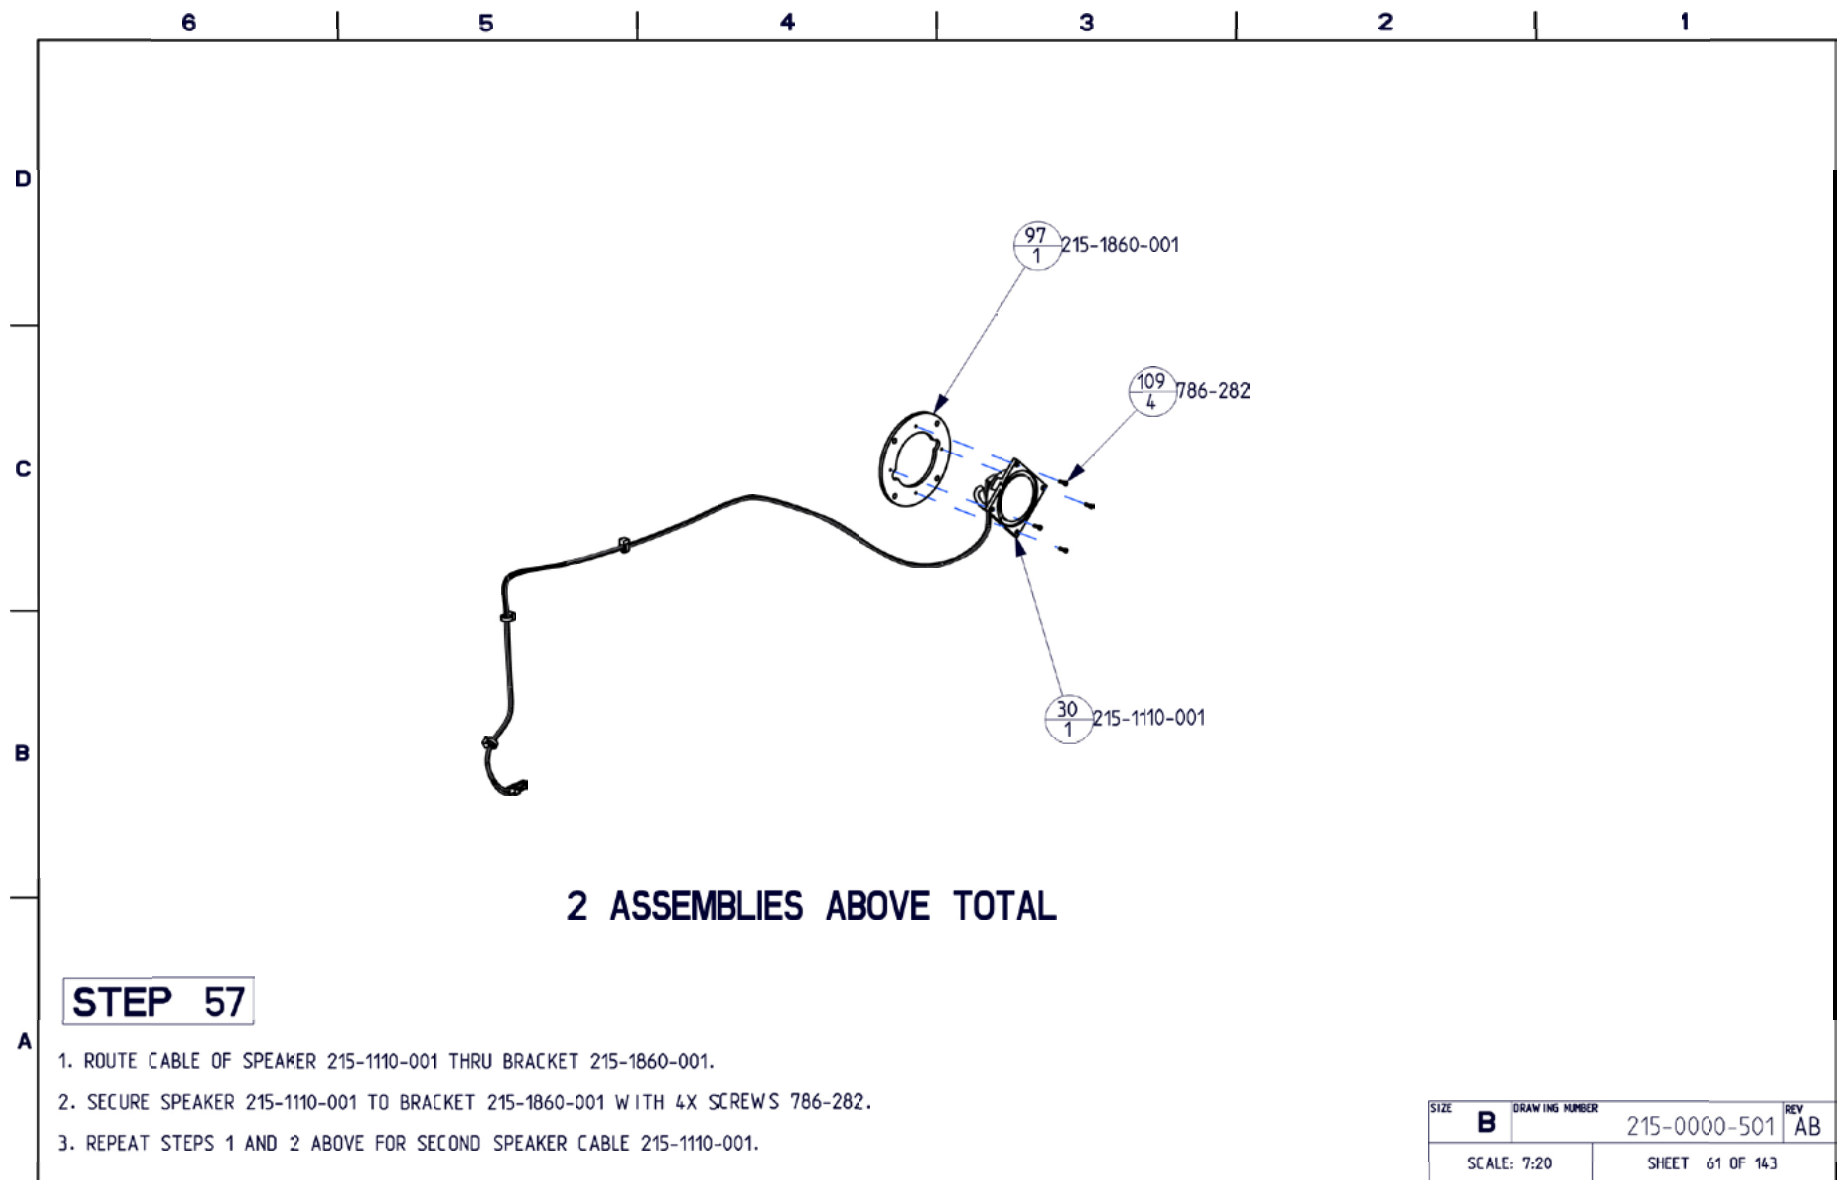 6 5 4 3 2 1
D
97
1
215-1860-001
109
4
786-282
C
30
1
215-1110-001
B
2 ASSEMBLIES ABOVE TOTAL
STEP 57
A
1. ROUTE CABLE OF SPEAKER 215-1110-001 THRU BRACKET 215-1860-001.
2. SECURE SPEAKER 215-1110-001 TO BRACKET 215-1860-001 WITH 4X SCREWS 786-282.
3. REPEAT STEPS 1 AND 2 ABOVE FOR SECOND SPEAKER CABLE 215-1110-001.
SIZE B DRAWING NUMBER 215-0000-501 REV AB
SCALE: 7:20 SHEET 61 OF 143